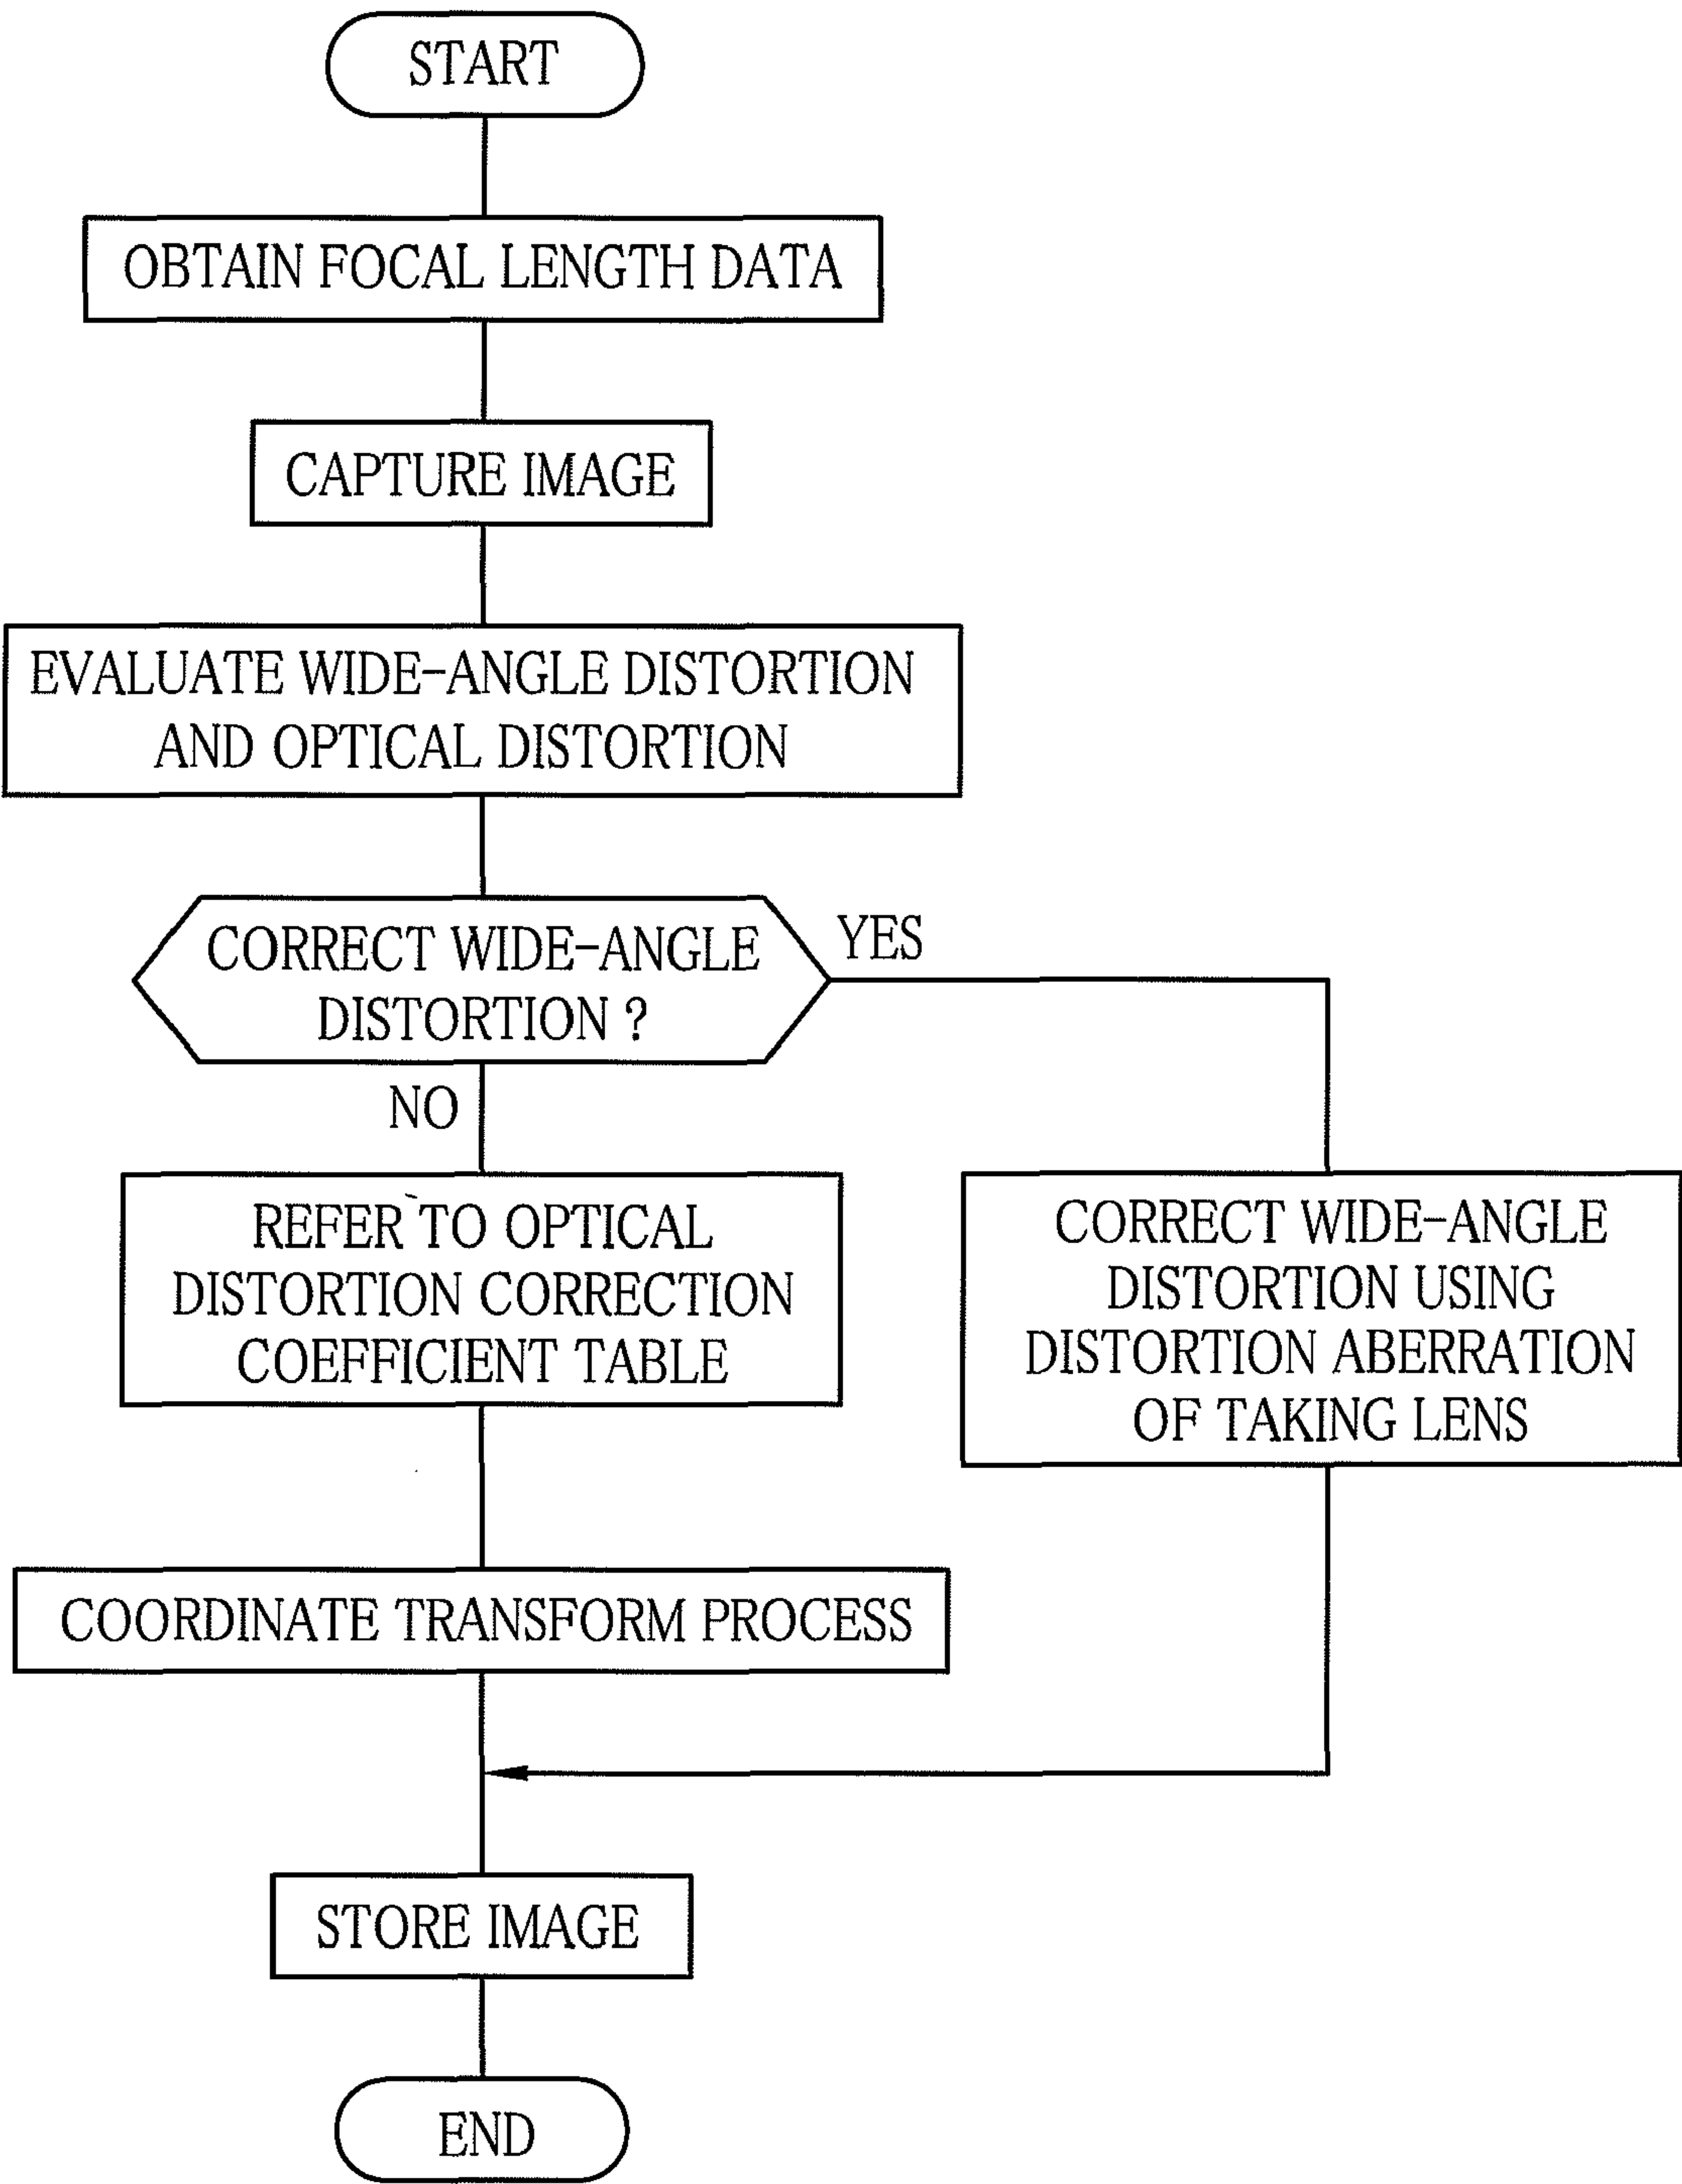 START
OBTAIN FOCAL LENGTH DATA
CAPTURE IMAGE
EVALUATE WIDE-ANGLE DISTORTION
AND OPTICAL DISTORTION
CORRECT WIDE-ANGLE
DISTORTION ?
YES
NO
REFER TO OPTICAL
DISTORTION CORRECTION
COEFFICIENT TABLE
CORRECT WIDE-ANGLE
DISTORTION USING
DISTORTION ABERRATION
OF TAKING LENS
COORDINATE TRANSFORM PROCESS
STORE IMAGE
END